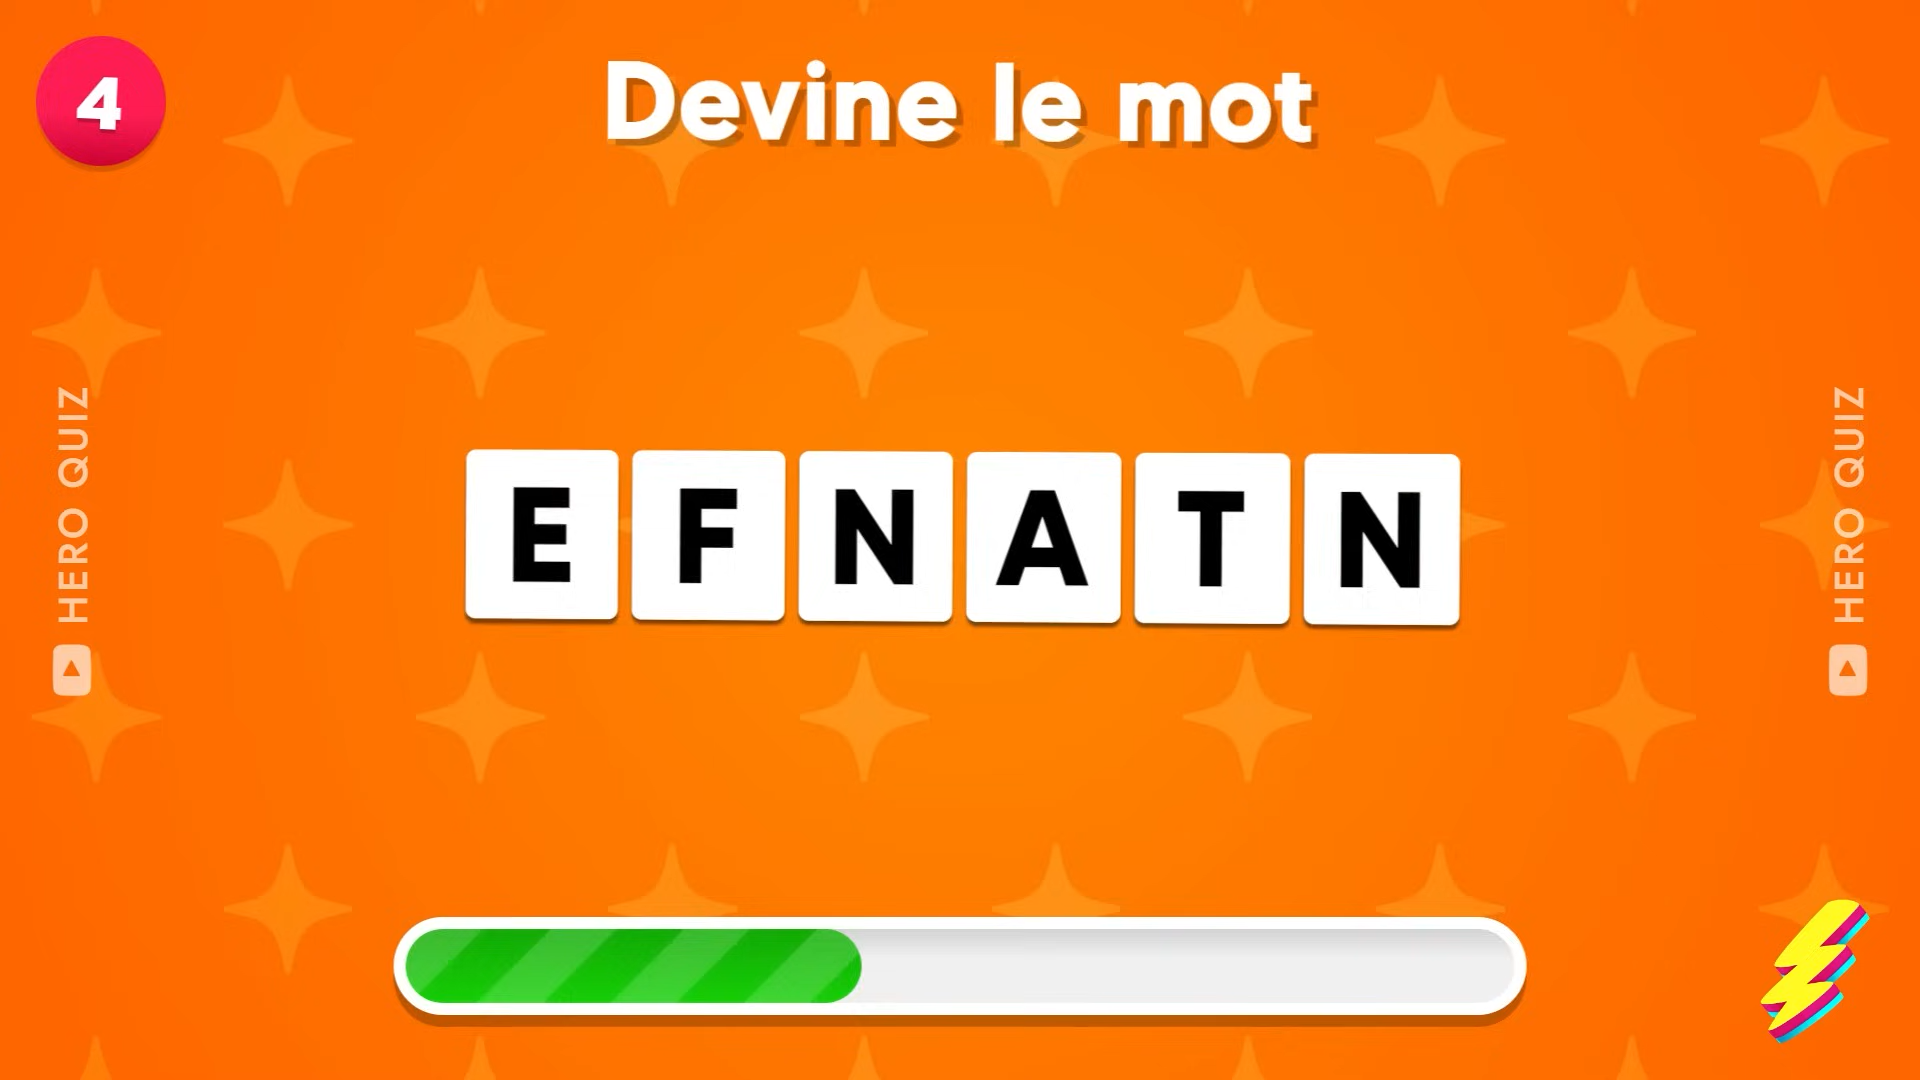 4
Devine le mot
E F N A T N
HERO QUIZ
HERO QUIZ